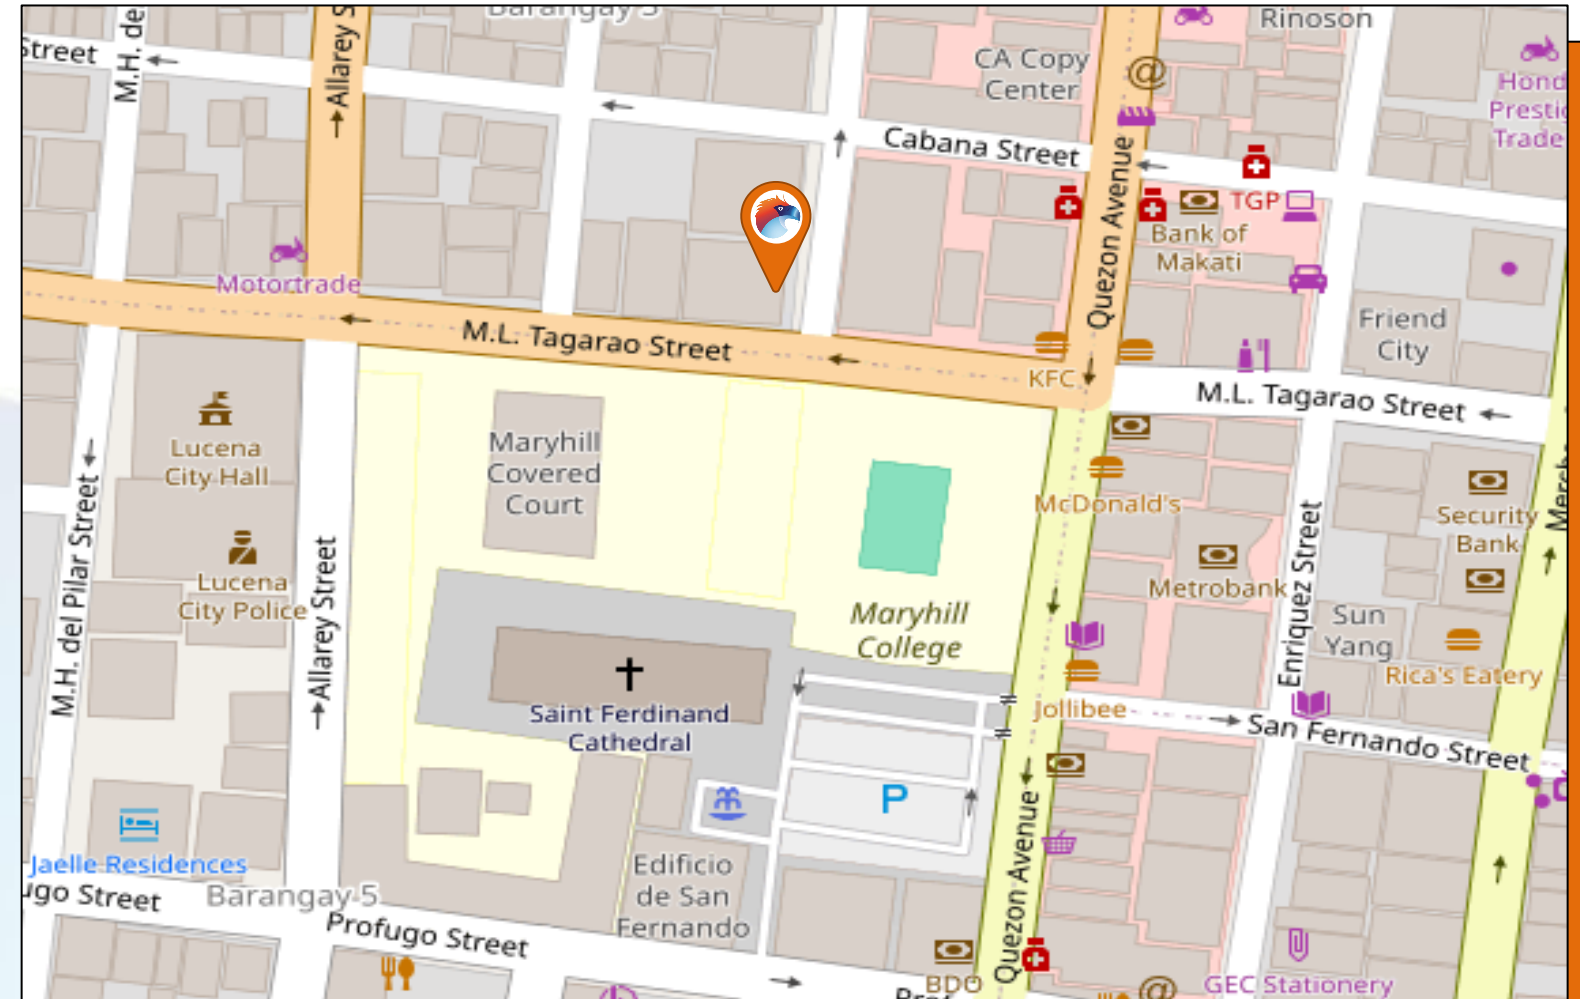 Barangay 5
Rinoson
Street
M.H. de
Allarey S
CA Copy
Center
@
Hond
Prestig
Trade
Cabana Street
TGP
Quezon Avenue
Bank of
Makati
Motortrade
M.L. Tagarao Street
Friend
City
KFC
M.L. Tagarao Street
Lucena
City Hall
Maryhill
Covered
Court
McDonald's
Security
Bank
Merch
M.H. del Pilar Street
Lucena
City Police
Allarey Street
Metrobank
Enriquez Street
Maryhill
College
Sun
Yang
Rica's Eatery
Saint Ferdinand
Cathedral
Jollibee
San Fernando Street
P
Quezon Avenue
Jaelle Residences
Edificio
de San
Fernando
ugo Street
Barangay 5
Profugo Street
BDO
@
GEC Stationery